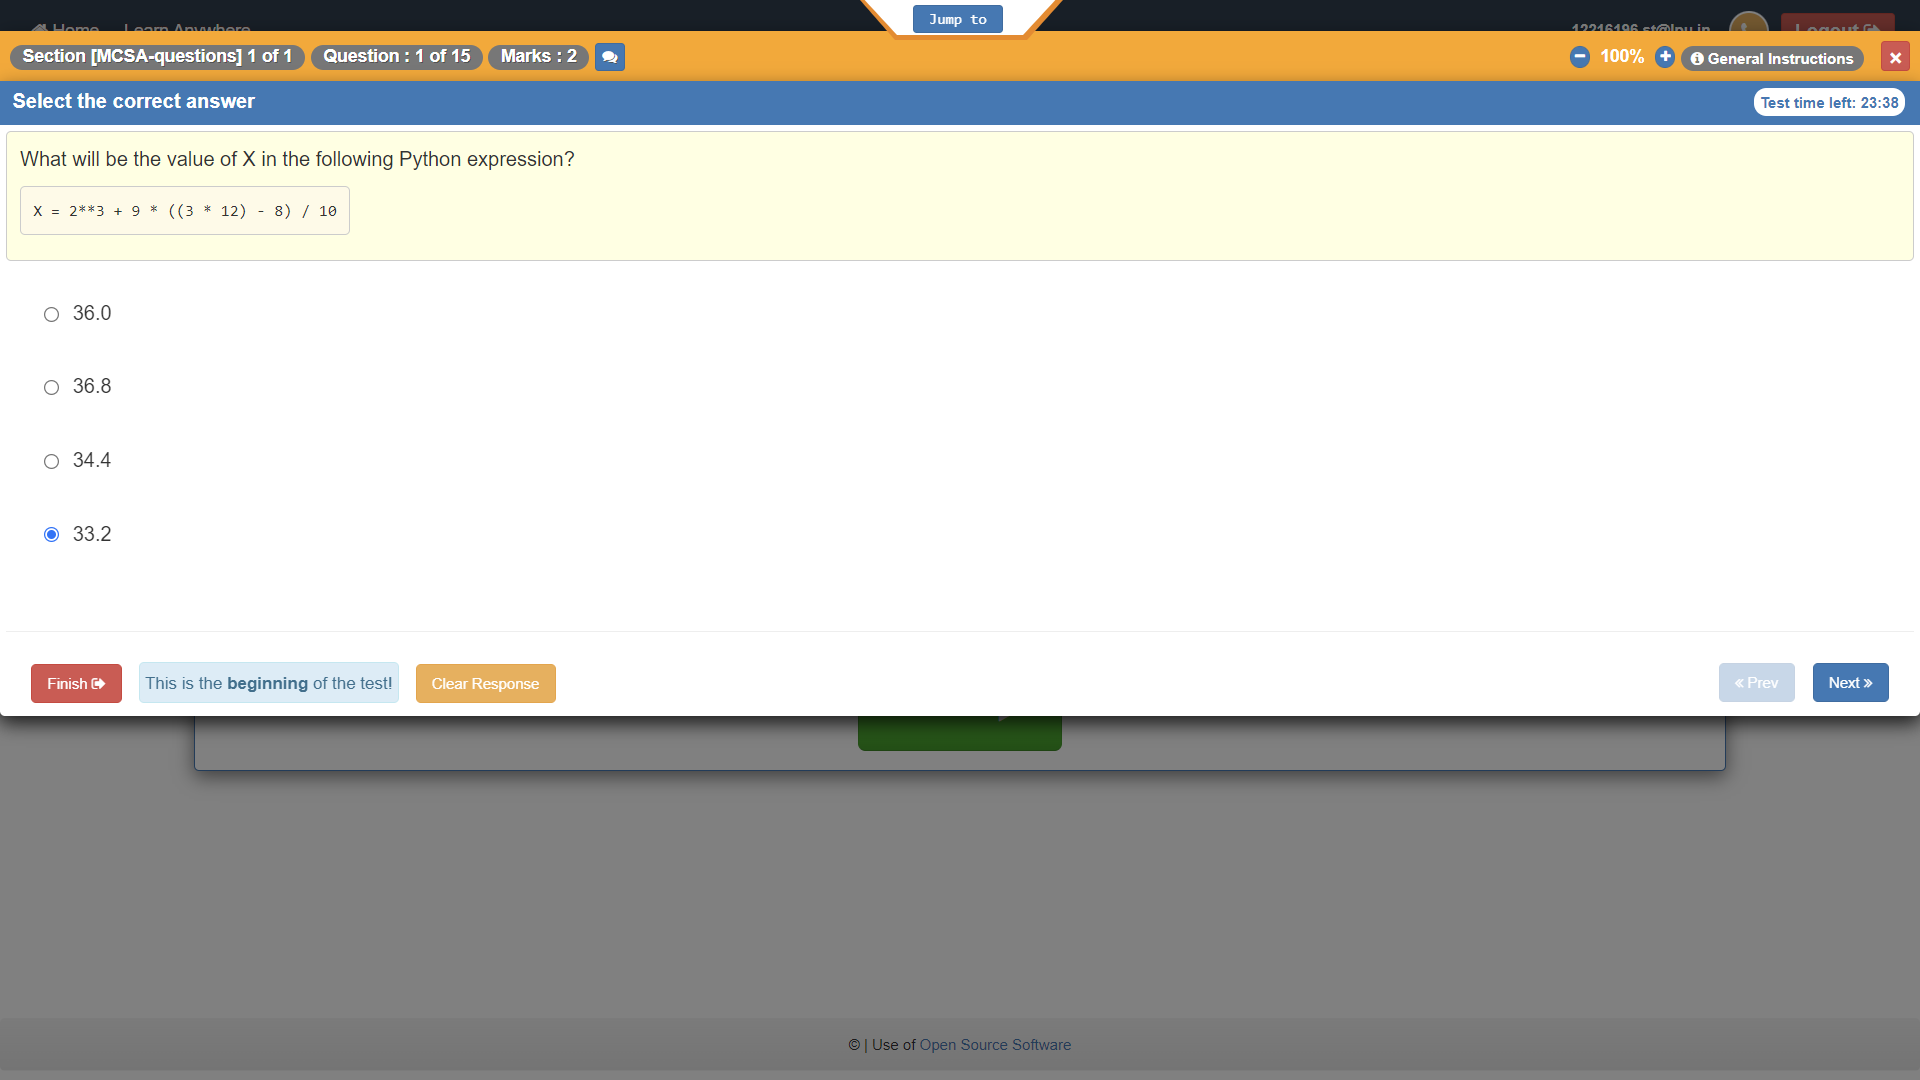 Jump to
Home Learn Anywhere 12216196.st@lpu.in Logout
Section [MCSA-questions] 1 of 1 Question : 1 of 15 Marks : 2 100% General Instructions
Select the correct answer Test time left: 23:38
What will be the value of X in the following Python expression?
X = 2**3 + 9 * ((3 * 12) - 8) / 10
36.0
36.8
34.4
33.2
Finish This is the beginning of the test! Clear Response « Prev Next »
© | Use of Open Source Software